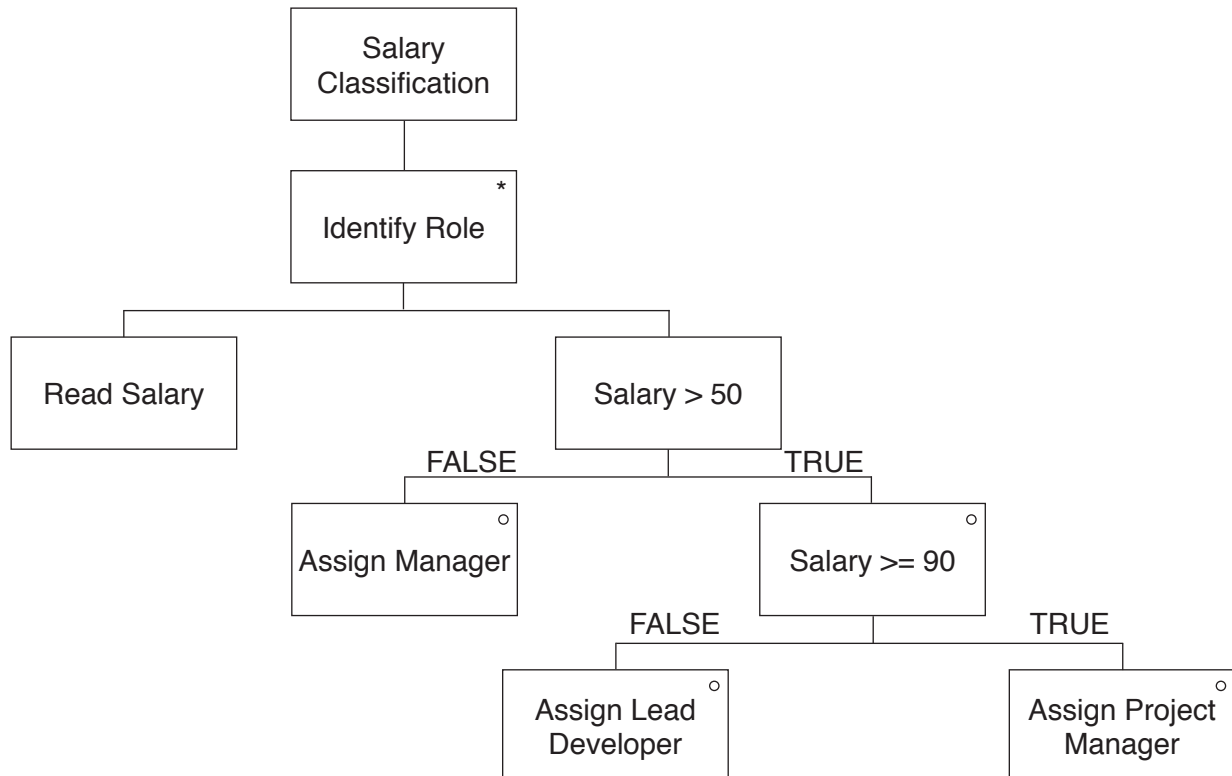 Salary
Classification
*
Identify Role
Read Salary
Salary > 50
FALSE
TRUE
Assign Manager
Salary >= 90
FALSE
TRUE
Assign Lead
Developer
Assign Project
Manager